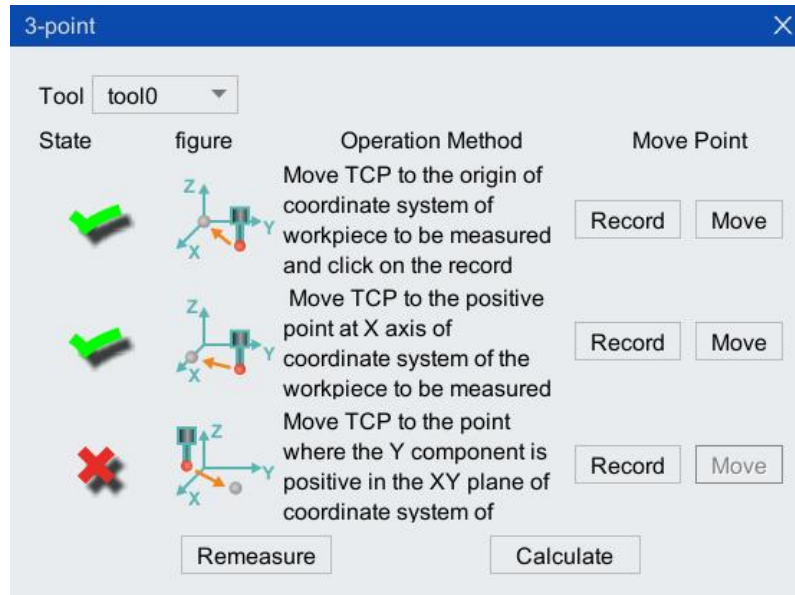 3-point
Tool tool0
State figure Operation Method Move Point
Z
Y
X
Move TCP to the origin of
coordinate system of
workpiece to be measured
and click on the record
Record Move
Z
Y
X
Move TCP to the positive
point at X axis of
coordinate system of the
workpiece to be measured
Record Move
Z
Y
X
Move TCP to the point
where the Y component is
positive in the XY plane of
coordinate system of
Record Move
Remeasure Calculate